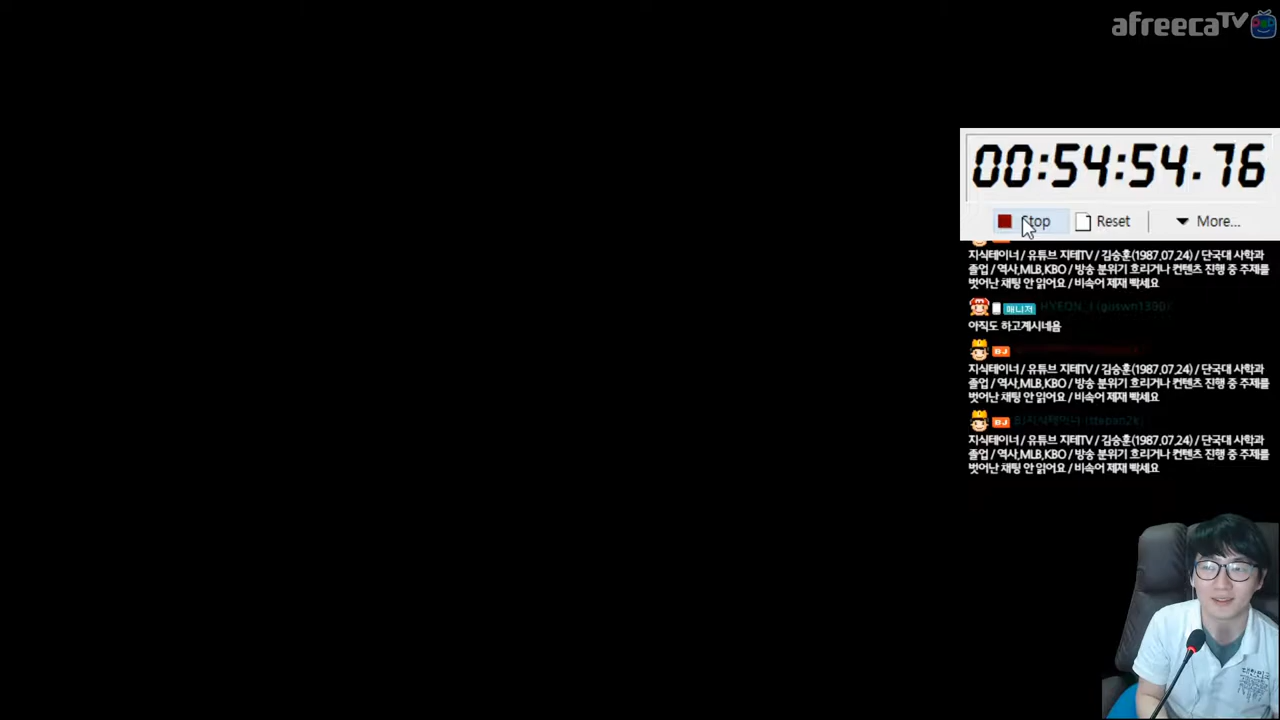 afreecaTV
00:54:54.76
Stop
Reset
More...
지식테이너 / 유튜브 지테TV / 김승훈(1987.07.24) / 단국대 사학과
졸업 / 역사,MLB,KBO / 방송 분위기 흐리거나 컨텐츠 진행 중 주제를
벗어난 채팅 안 읽어요 / 비속어 제재 빡세요
매니저 HYEON_I
아직도 하고계시네욤
BJ
지식테이너 / 유튜브 지테TV / 김승훈(1987.07.24) / 단국대 사학과
졸업 / 역사,MLB,KBO / 방송 분위기 흐리거나 컨텐츠 진행 중 주제를
벗어난 채팅 안 읽어요 / 비속어 제재 빡세요
BJ BJ지식테이너 (stepan2k)
지식테이너 / 유튜브 지테TV / 김승훈(1987.07.24) / 단국대 사학과
졸업 / 역사,MLB,KBO / 방송 분위기 흐리거나 컨텐츠 진행 중 주제를
벗어난 채팅 안 읽어요 / 비속어 제재 빡세요